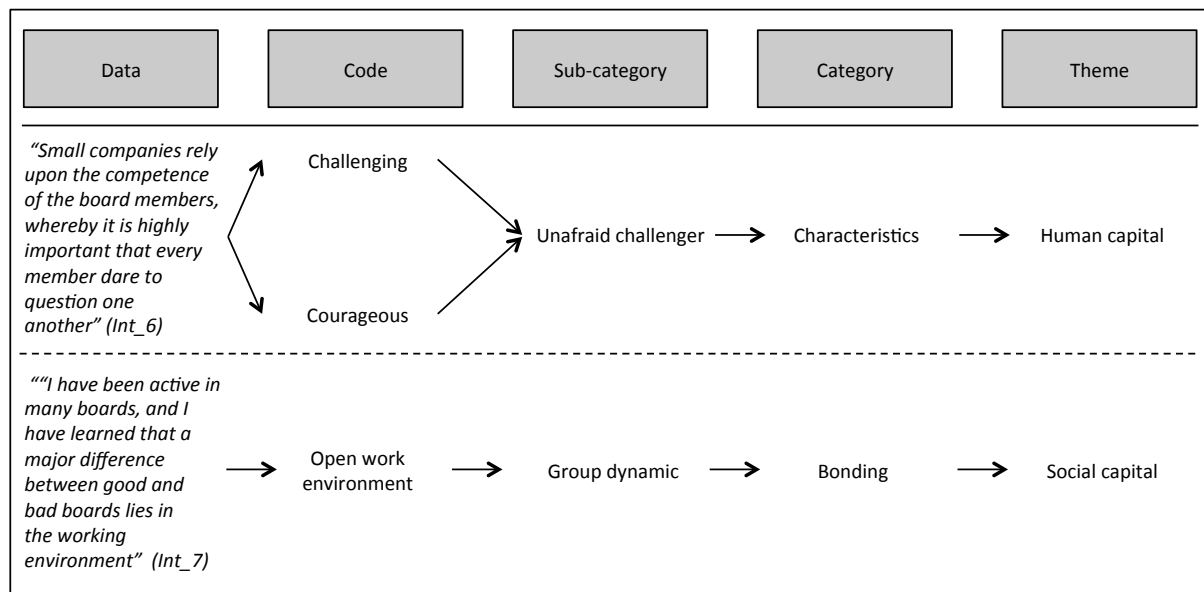 Data
Code
Sub-category
Category
Theme
“Small companies rely
upon the competence
of the board members,
whereby it is highly
important that every
member dare to
question one
another” (Int_6)
Challenging
Courageous
Unafraid challenger
Characteristics
Human capital
““I have been active in
many boards, and I
have learned that a
major difference
between good and
bad boards lies in
the working
environment” (Int_7)
Open work
environment
Group dynamic
Bonding
Social capital